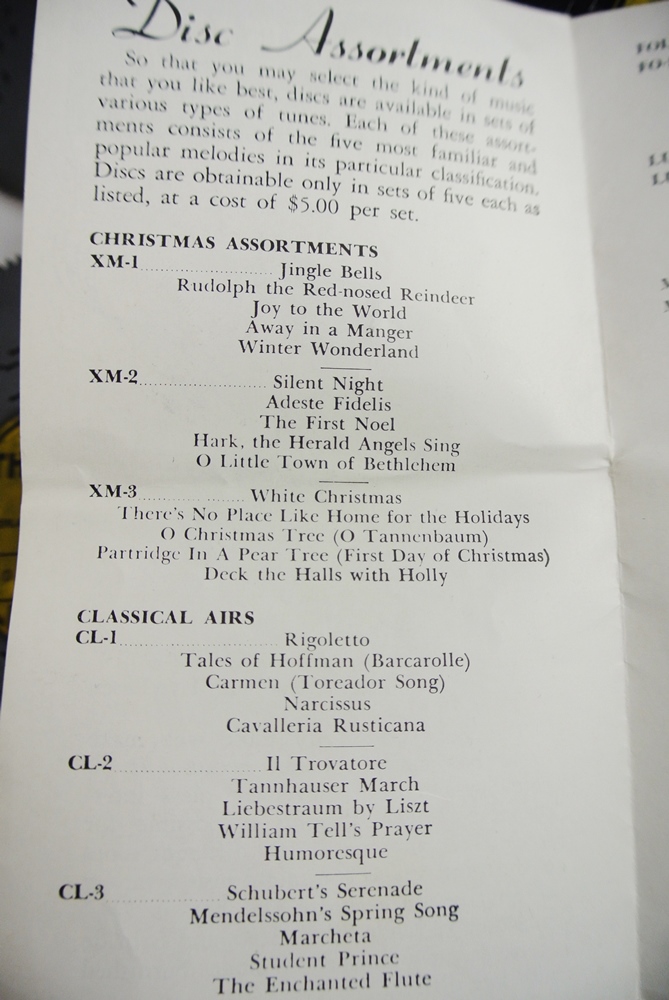 Disc Assortments
So that you may select the kind of music
that you like best, discs are available in sets of
various types of tunes. Each of these assort-
ments consists of the five most familiar and
popular melodies in its particular classification.
Discs are obtainable only in sets of five each as
listed, at a cost of $5.00 per set.
CHRISTMAS ASSORTMENTS
XM-1 Jingle Bells
Rudolph the Red-nosed Reindeer
Joy to the World
Away in a Manger
Winter Wonderland
XM-2 Silent Night
Adeste Fidelis
The First Noel
Hark, the Herald Angels Sing
O Little Town of Bethlehem
XM-3 White Christmas
There's No Place Like Home for the Holidays
O Christmas Tree (O Tannenbaum)
Partridge In A Pear Tree (First Day of Christmas)
Deck the Halls with Holly
CLASSICAL AIRS
CL-1 Rigoletto
Tales of Hoffman (Barcarolle)
Carmen (Toreador Song)
Narcissus
Cavalleria Rusticana
CL-2 Il Trovatore
Tannhauser March
Liebestraum by Liszt
William Tell's Prayer
Humoresque
CL-3 Schubert's Serenade
Mendelssohn's Spring Song
Marcheta
Student Prince
The Enchanted Flute